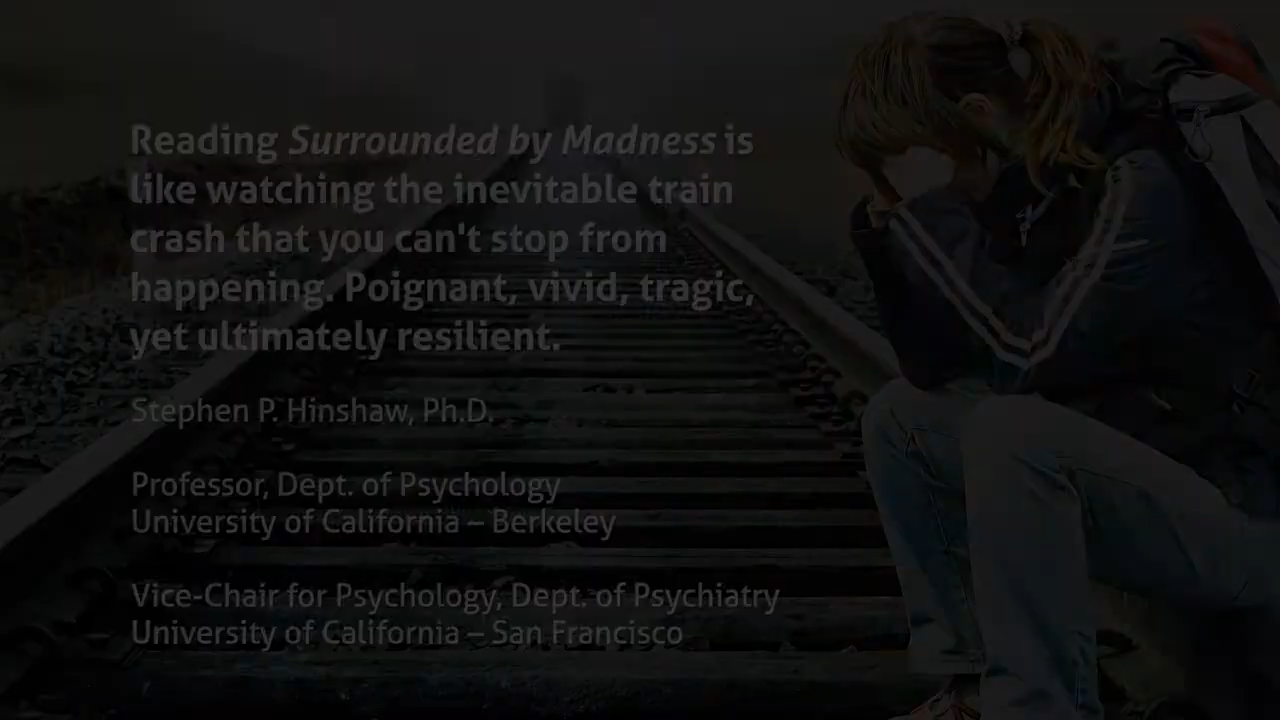 Reading Surrounded by Madness is
like watching the inevitable train
crash that you can't stop from
happening. Poignant, vivid, tragic,
yet ultimately resilient.
Stephen P. Hinshaw, Ph.D.
Professor, Dept. of Psychology
University of California – Berkeley
Vice-Chair for Psychology, Dept. of Psychiatry
University of California – San Francisco